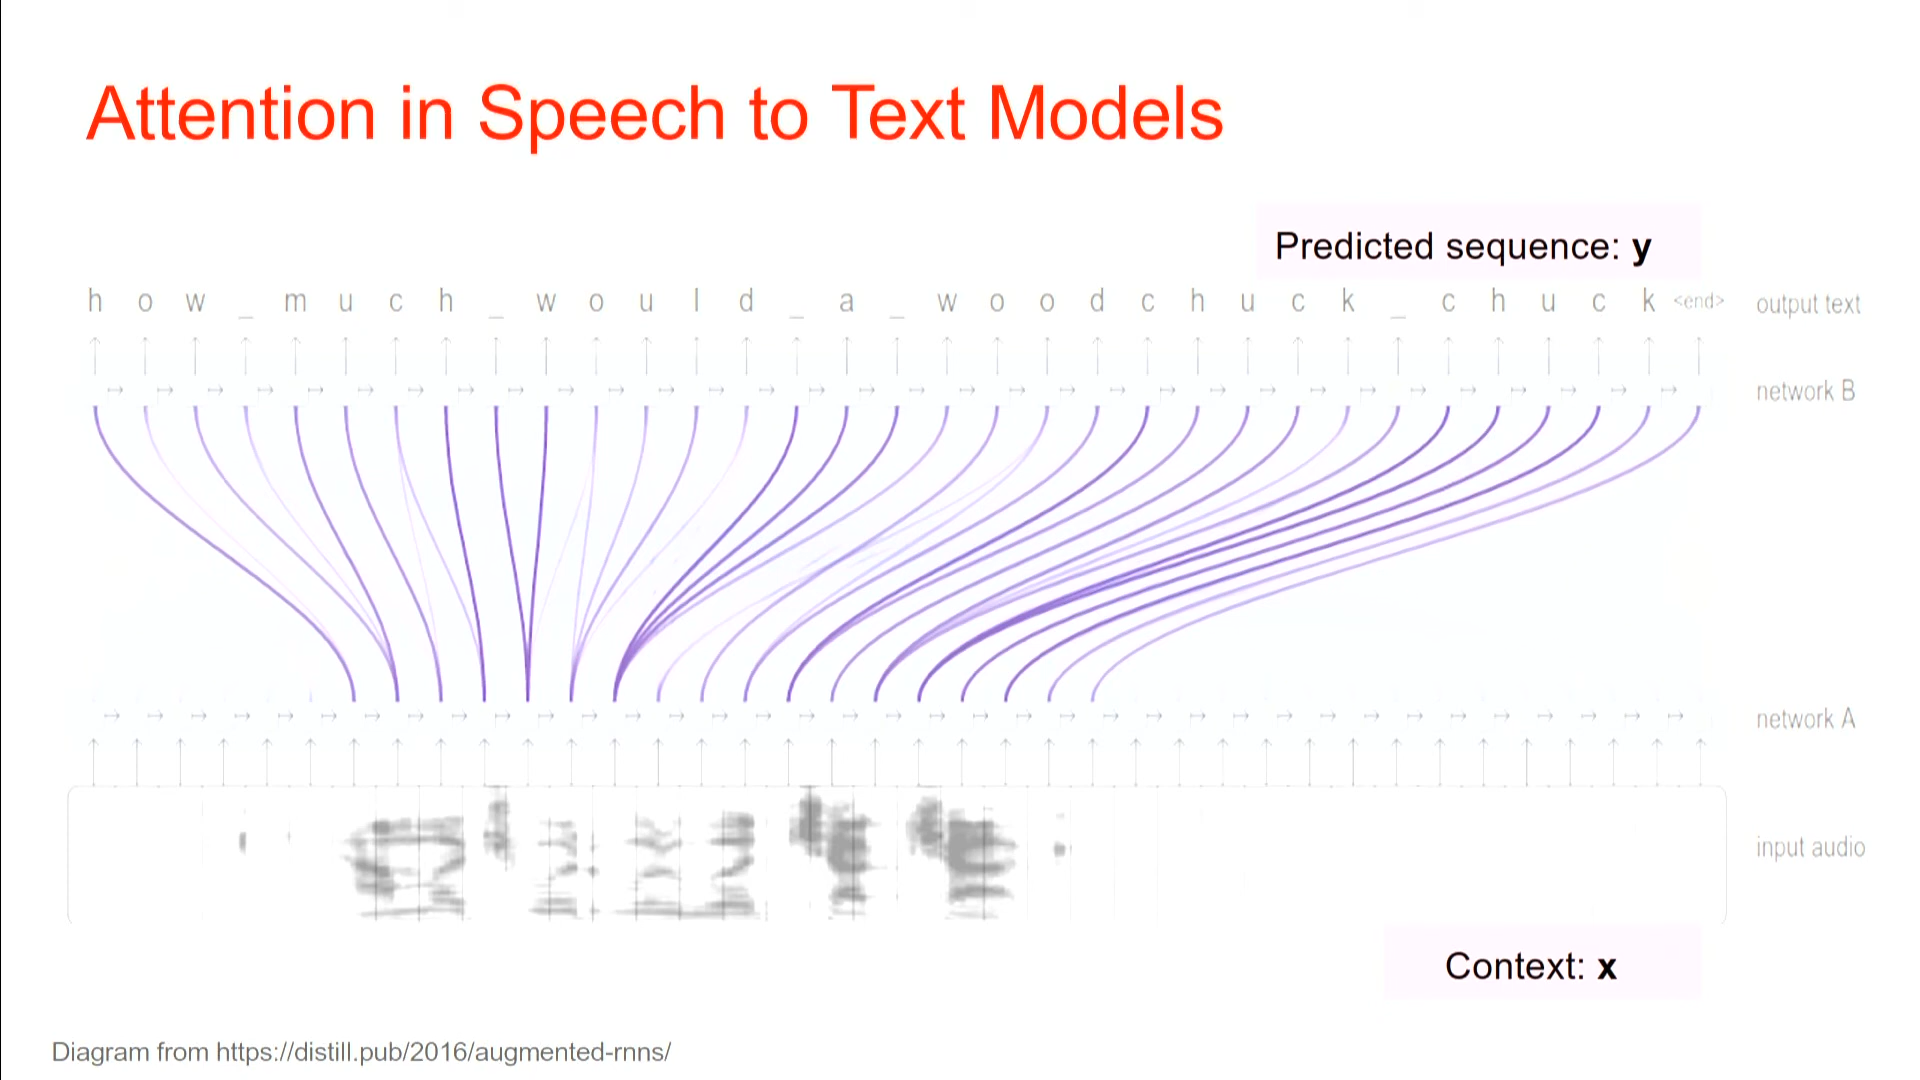 Attention in Speech to Text Models
Predicted sequence: y
h o w _ m u c h _ w o u l d _ a _ w o o d c h u c k _ c h u c k <end> output text
network B
network A
input audio
Context: x
Diagram from https://distill.pub/2016/augmented-rnns/